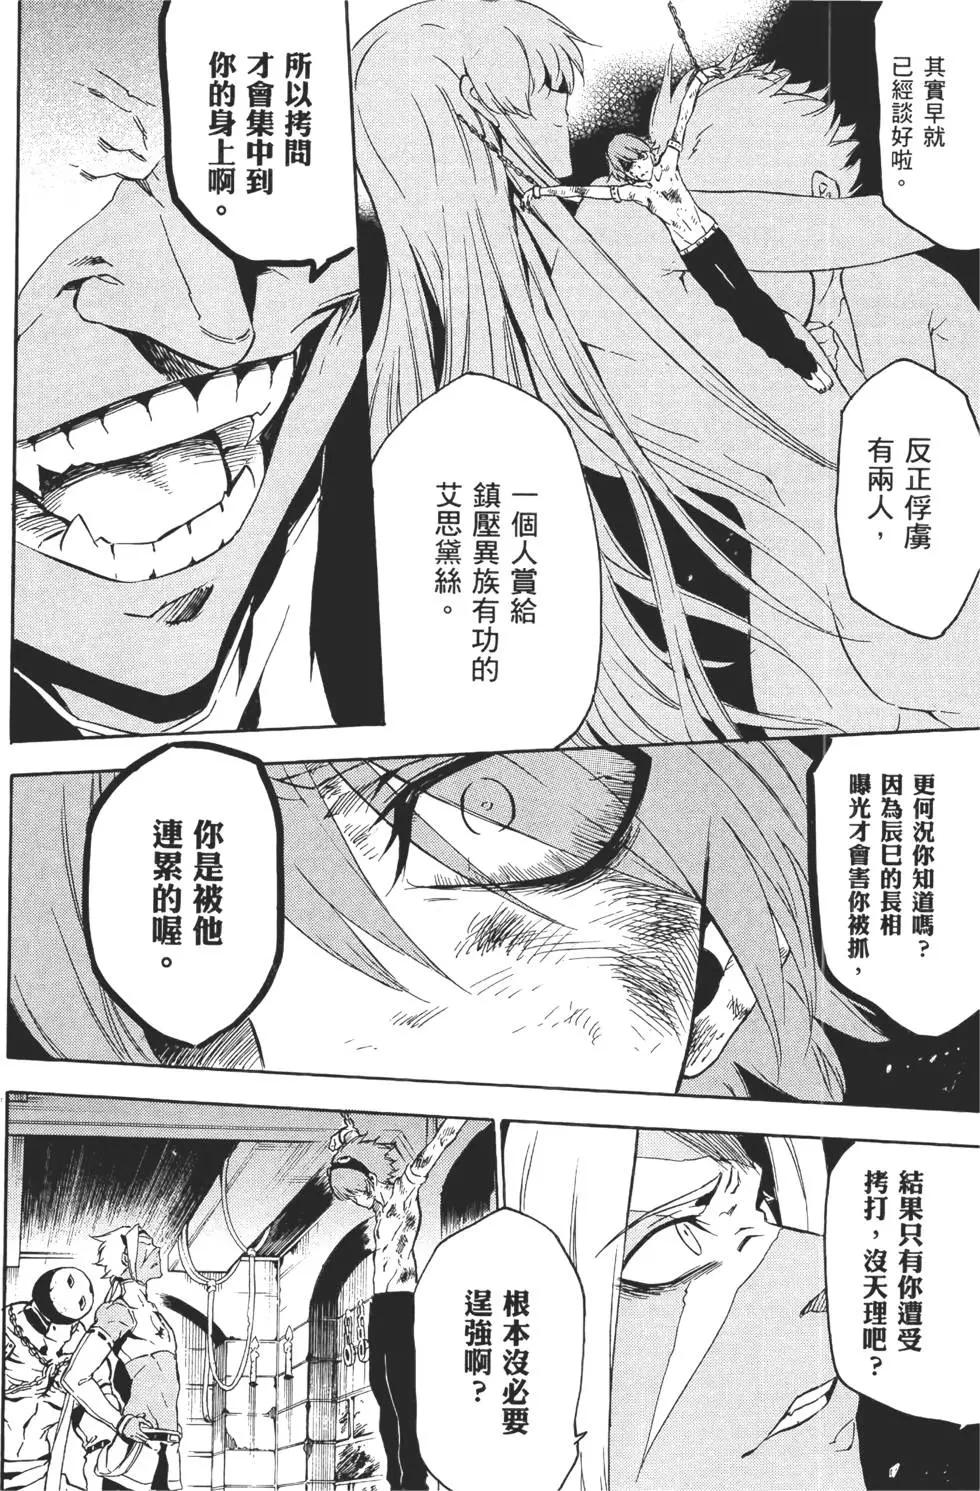 其實早就
已經談好啦。
反正俘虜
有兩人，
一個人賞給
鎮壓異族有功的
艾思黛絲。
所以拷問
才會集中到
你的身上啊。
更何況你知道嗎？
因為辰巳的長相
曝光才會害你被抓，
你是被他
連累的喔。
結果只有你遭受
拷打，沒天理吧？
根本沒必要
逞強啊？